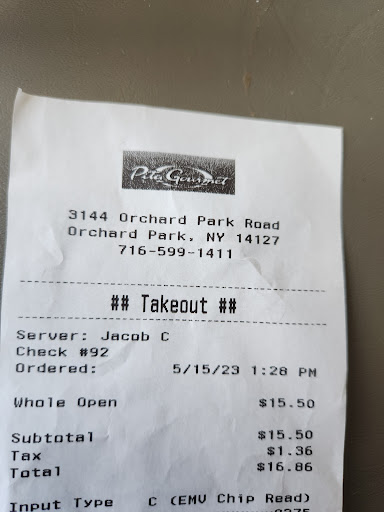 Pita Gourmet
3144 Orchard Park Road
Orchard Park, NY 14127
716-599-1411
## Takeout ##
Server: Jacob C
Check #92
Ordered: 5/15/23 1:28 PM
Whole Open $15.50
Subtotal $15.50
Tax $1.36
Total $16.86
Input Type C (EMV Chip Read)